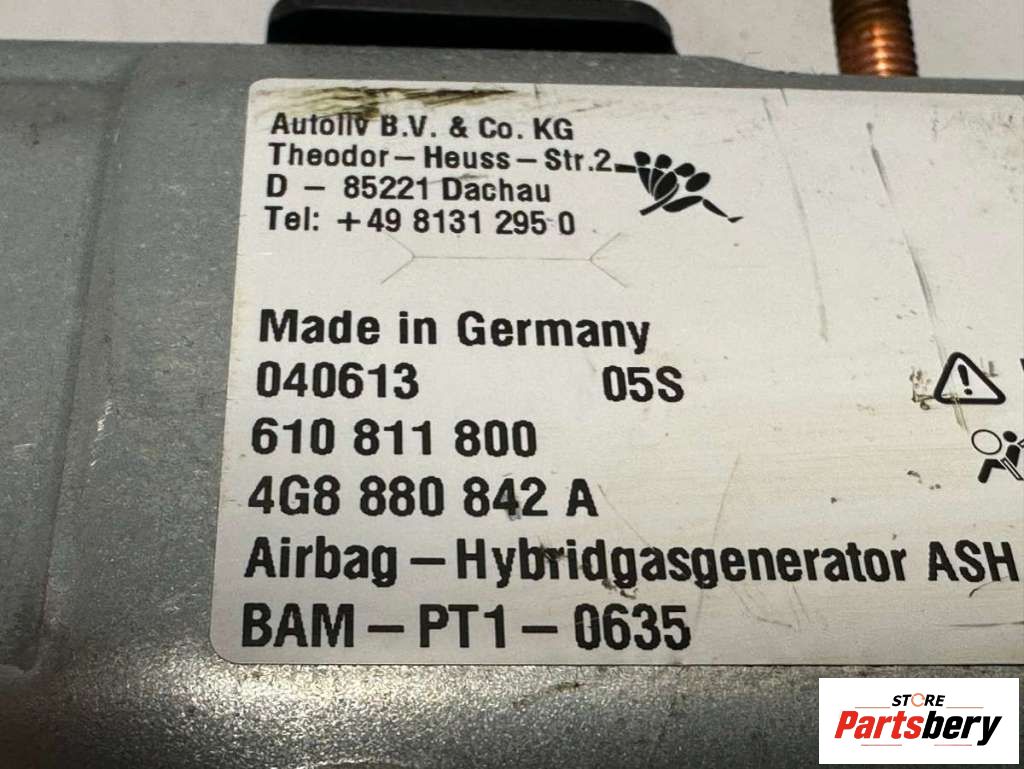 Autoliv B.V. & Co. KG
Theodor – Heuss – Str.2
D – 85221 Dachau
Tel: +49 8131 295 0
Made in Germany
040613 05S
610 811 800
4G8 880 842 A
Airbag – Hybridgasgenerator ASH
BAM – PT1 – 0635
STORE
Partsbery